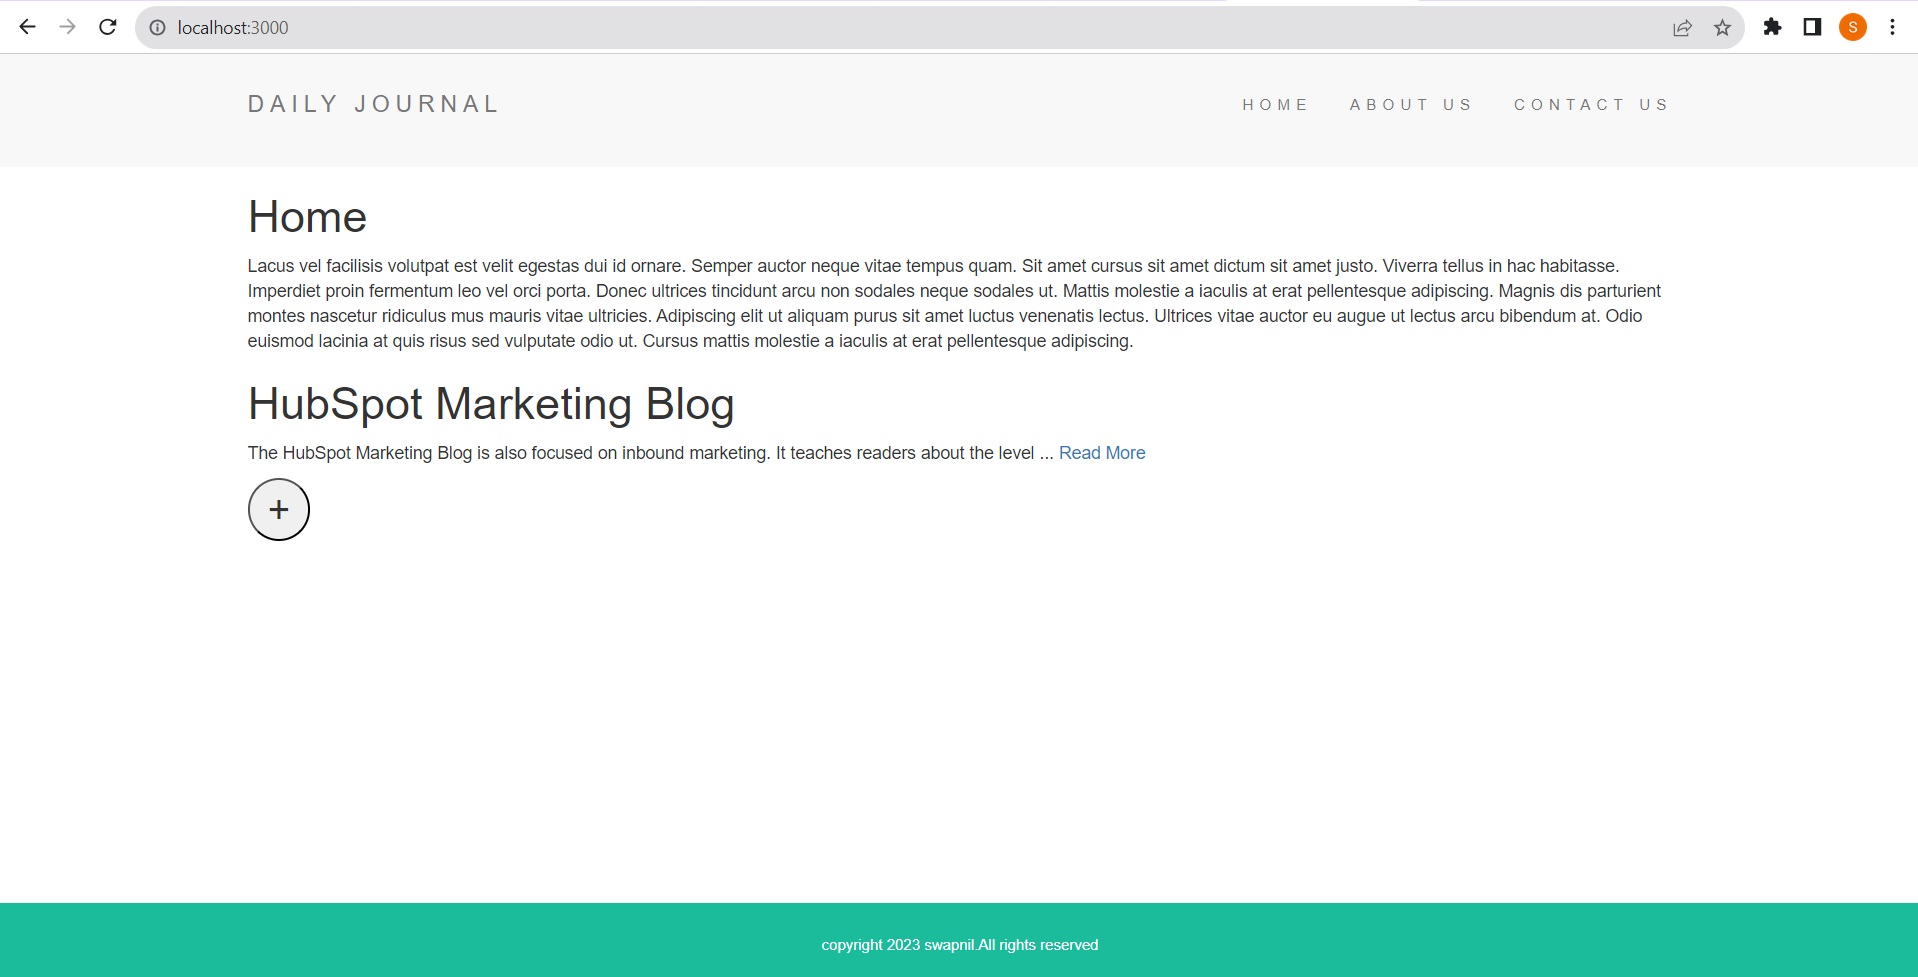 localhost:3000
S
DAILY JOURNAL
HOME ABOUT US CONTACT US
Home
Lacus vel facilisis volutpat est velit egestas dui id ornare. Semper auctor neque vitae tempus quam. Sit amet cursus sit amet dictum sit amet justo. Viverra tellus in hac habitasse.
Imperdiet proin fermentum leo vel orci porta. Donec ultrices tincidunt arcu non sodales neque sodales ut. Mattis molestie a iaculis at erat pellentesque adipiscing. Magnis dis parturient
montes nascetur ridiculus mus mauris vitae ultricies. Adipiscing elit ut aliquam purus sit amet luctus venenatis lectus. Ultrices vitae auctor eu augue ut lectus arcu bibendum at. Odio
euismod lacinia at quis risus sed vulputate odio ut. Cursus mattis molestie a iaculis at erat pellentesque adipiscing.
HubSpot Marketing Blog
The HubSpot Marketing Blog is also focused on inbound marketing. It teaches readers about the level ... Read More
+
copyright 2023 swapnil.All rights reserved